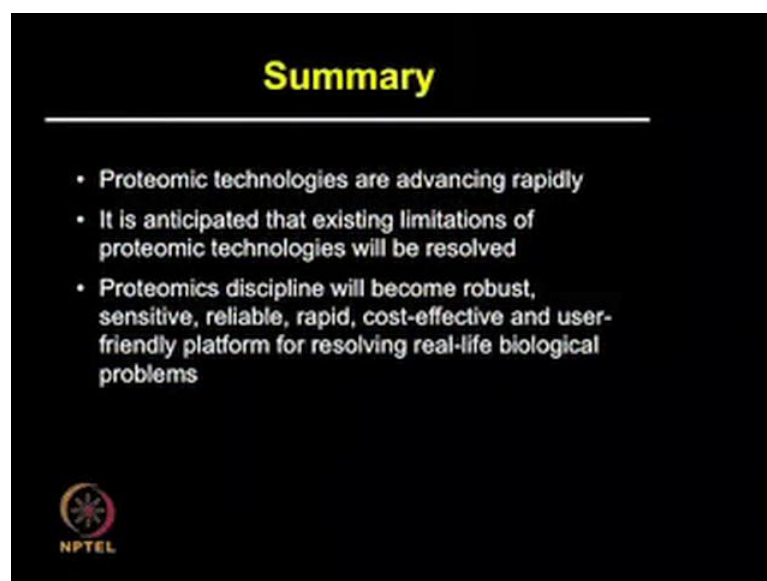 Summary
• Proteomic technologies are advancing rapidly
• It is anticipated that existing limitations of
proteomic technologies will be resolved
• Proteomics discipline will become robust,
sensitive, reliable, rapid, cost-effective and user-
friendly platform for resolving real-life biological
problems
NPTEL